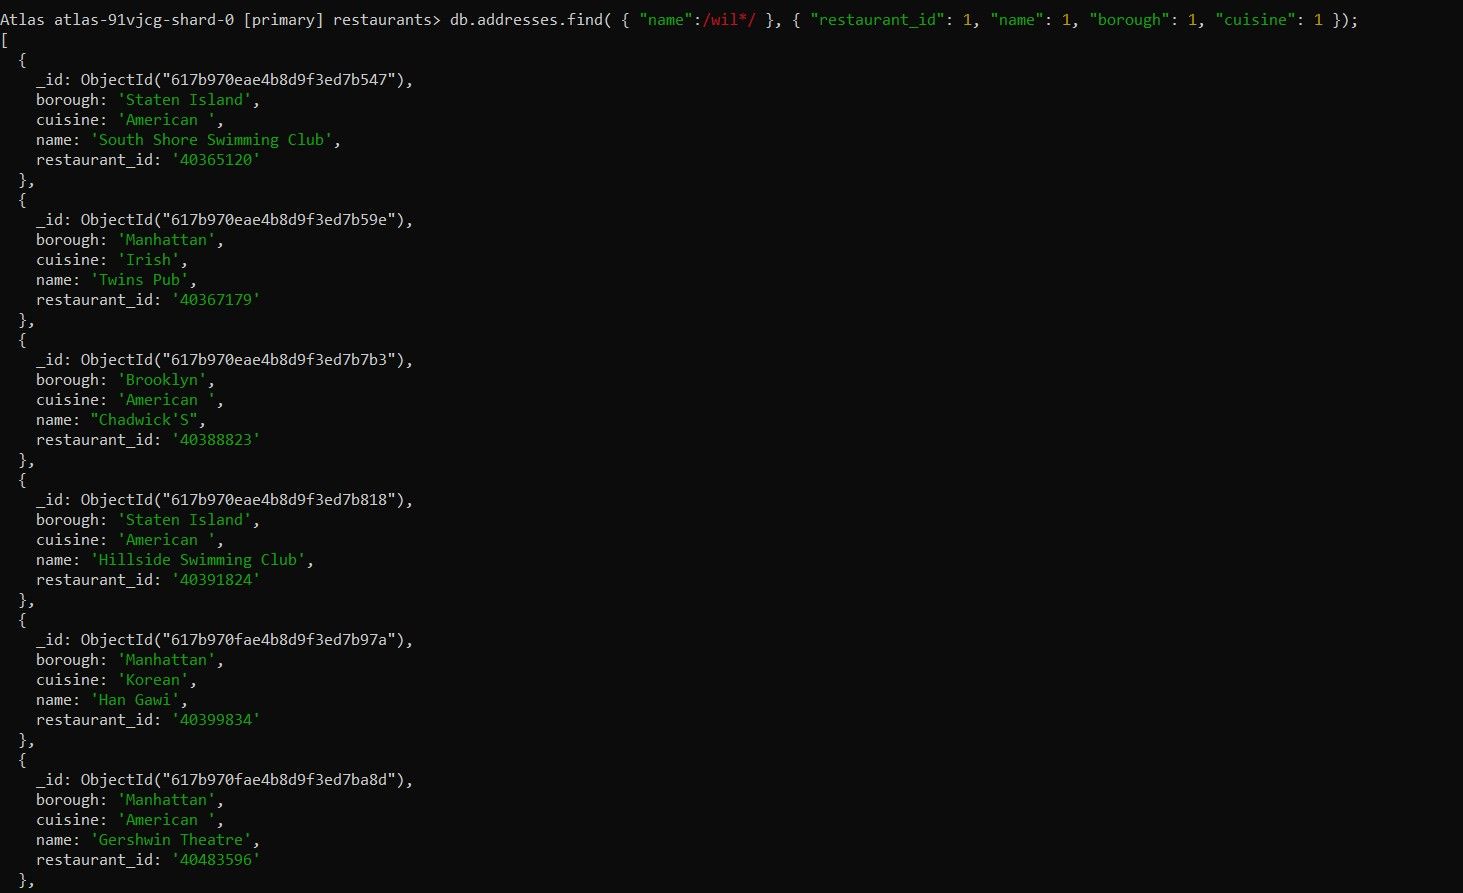 Atlas atlas-91vjcg-shard-0 [primary] restaurants> db.addresses.find( { "name":/wil*/ }, { "restaurant_id": 1, "name": 1, "borough": 1, "cuisine": 1 });
[
  {
    _id: ObjectId("617b970eae4b8d9f3ed7b547"),
    borough: 'Staten Island',
    cuisine: 'American ',
    name: 'South Shore Swimming Club',
    restaurant_id: '40365120'
  },
  {
    _id: ObjectId("617b970eae4b8d9f3ed7b59e"),
    borough: 'Manhattan',
    cuisine: 'Irish',
    name: 'Twins Pub',
    restaurant_id: '40367179'
  },
  {
    _id: ObjectId("617b970eae4b8d9f3ed7b7b3"),
    borough: 'Brooklyn',
    cuisine: 'American ',
    name: "Chadwick'S",
    restaurant_id: '40388823'
  },
  {
    _id: ObjectId("617b970eae4b8d9f3ed7b818"),
    borough: 'Staten Island',
    cuisine: 'American ',
    name: 'Hillside Swimming Club',
    restaurant_id: '40391824'
  },
  {
    _id: ObjectId("617b970fae4b8d9f3ed7b97a"),
    borough: 'Manhattan',
    cuisine: 'Korean',
    name: 'Han Gawi',
    restaurant_id: '40399834'
  },
  {
    _id: ObjectId("617b970fae4b8d9f3ed7ba8d"),
    borough: 'Manhattan',
    cuisine: 'American ',
    name: 'Gershwin Theatre',
    restaurant_id: '40483596'
  },